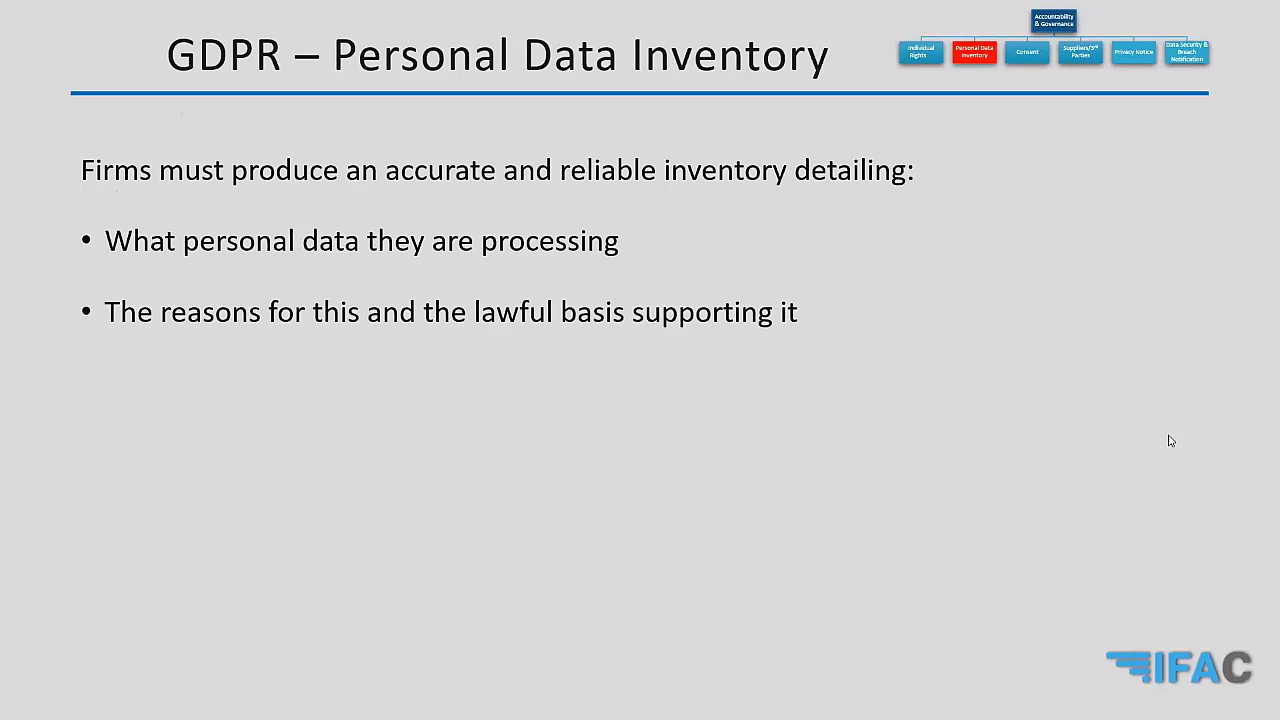 GDPR – Personal Data Inventory
Accountability
& Governance
Individual
Rights
Personal Data
Inventory
Consent
Suppliers/3rd
Parties
Privacy Notice
Data Security &
Breach
Notification
Firms must produce an accurate and reliable inventory detailing:
• What personal data they are processing
• The reasons for this and the lawful basis supporting it
IFAC